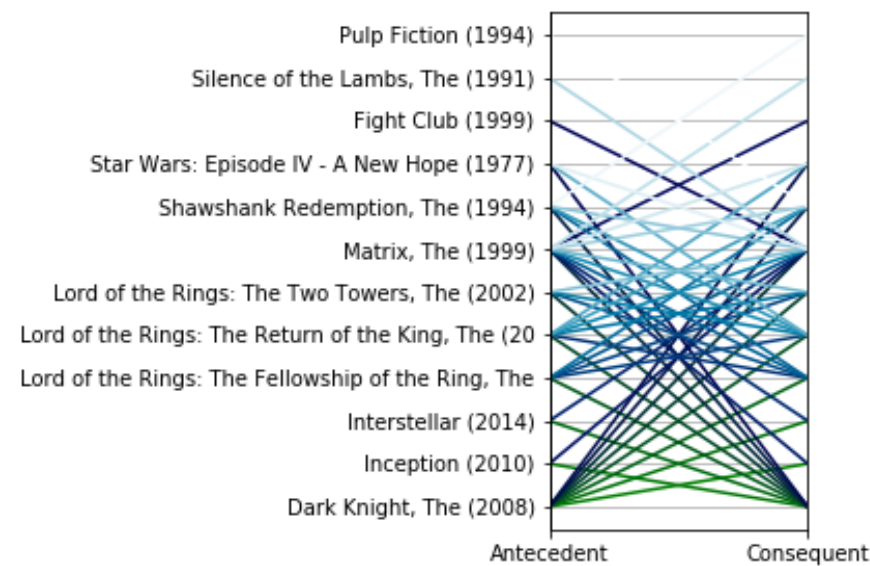 Pulp Fiction (1994)
Silence of the Lambs, The (1991)
Fight Club (1999)
Star Wars: Episode IV - A New Hope (1977)
Shawshank Redemption, The (1994)
Matrix, The (1999)
Lord of the Rings: The Two Towers, The (2002)
Lord of the Rings: The Return of the King, The (20
Lord of the Rings: The Fellowship of the Ring, The
Interstellar (2014)
Inception (2010)
Dark Knight, The (2008)
Antecedent Consequent